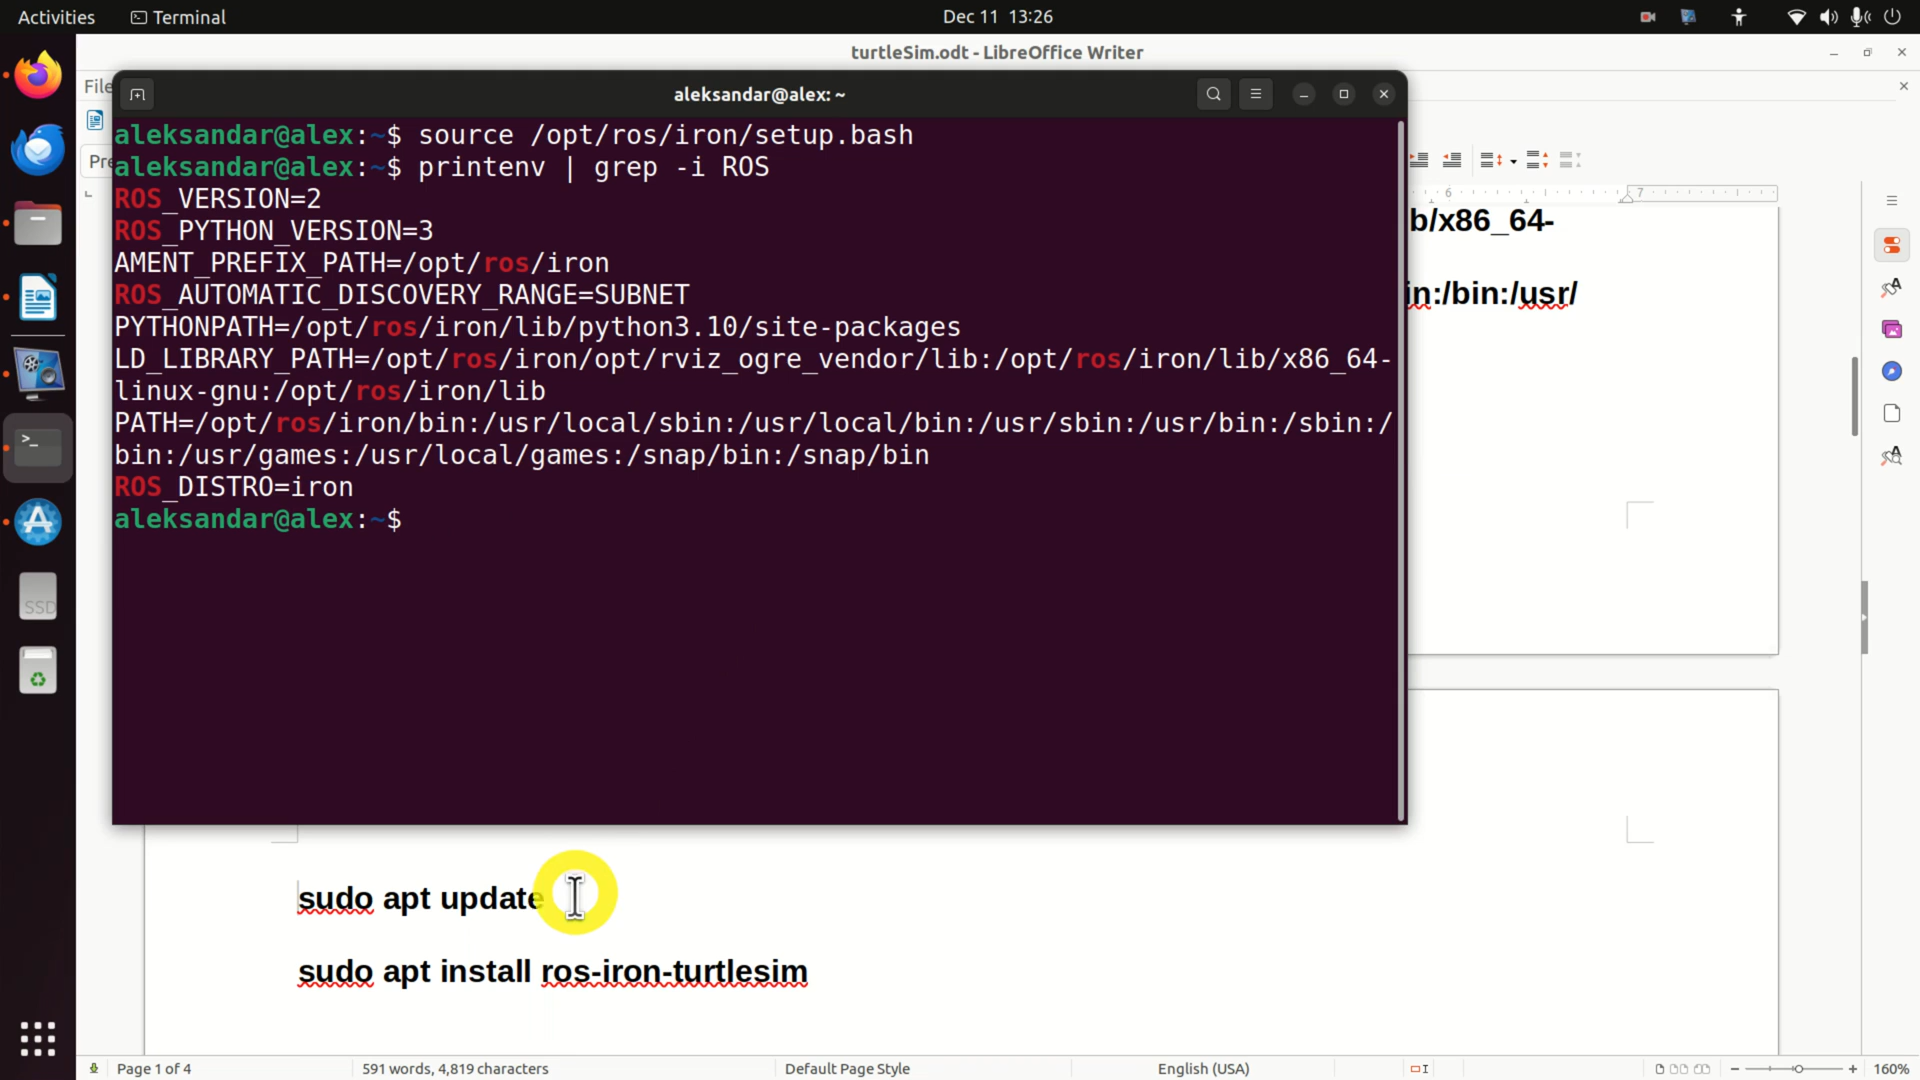 Activities
Terminal
Dec 11 13:26
turtleSim.odt - LibreOffice Writer
File
aleksandar@alex: ~
Pre
aleksandar@alex:~$ source /opt/ros/iron/setup.bash
aleksandar@alex:~$ printenv | grep -i ROS
ROS_VERSION=2
ROS_PYTHON_VERSION=3
AMENT_PREFIX_PATH=/opt/ros/iron
ROS_AUTOMATIC_DISCOVERY_RANGE=SUBNET
PYTHONPATH=/opt/ros/iron/lib/python3.10/site-packages
LD_LIBRARY_PATH=/opt/ros/iron/opt/rviz_ogre_vendor/lib:/opt/ros/iron/lib/x86_64-
linux-gnu:/opt/ros/iron/lib
PATH=/opt/ros/iron/bin:/usr/local/sbin:/usr/local/bin:/usr/sbin:/usr/bin:/sbin:/
bin:/usr/games:/usr/local/games:/snap/bin:/snap/bin
ROS_DISTRO=iron
aleksandar@alex:~$
6 7
b/x86_64-
in:/bin:/usr/
SSD
sudo apt update
sudo apt install ros-iron-turtlesim
Page 1 of 4
591 words, 4,819 characters
Default Page Style
English (USA)
160%